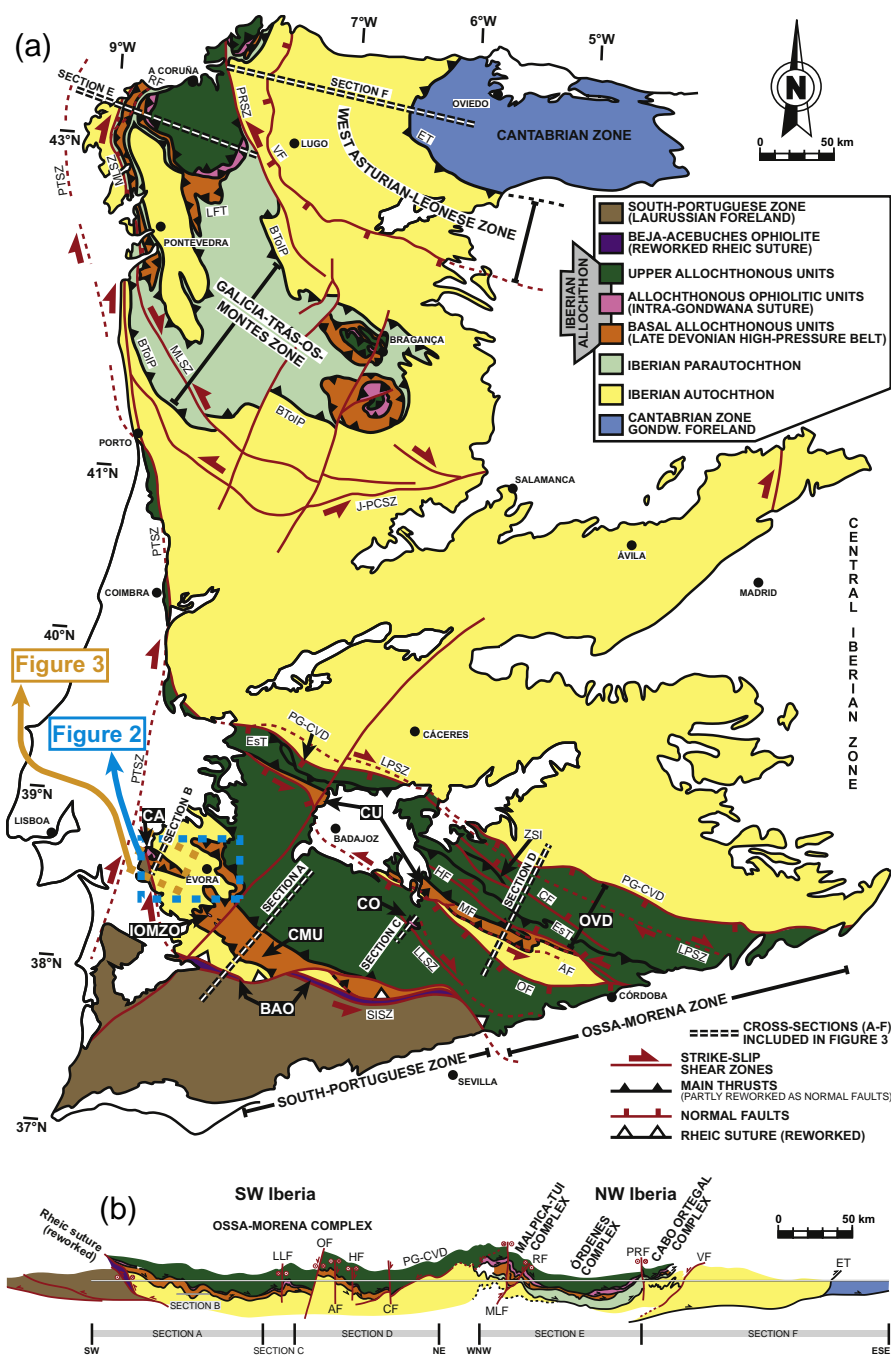 (a)
9°W
7°W
6°W
5°W
N
0 50 km
A CORUÑA
RF
SECTION E
SECTION F
PRSZ
OVIEDO
CANTABRIAN ZONE
ET
43°N
PTSZ
MLSZ
VF
LUGO
WEST ASTURIAN-LEONESE ZONE
LFT
PONTEVEDRA
BToIP
GALICIA-TRÁS-OS-
MONTES ZONE
BRAGANÇA
BToIP
MLSZ
BToIP
PORTO
41°N
J-PCSZ
SALAMANCA
PTSZ
ÁVILA
COIMBRA
MADRID
CENTRAL IBERIAN ZONE
40°N
SOUTH-PORTUGUESE ZONE
(LAURUSSIAN FORELAND)
BEJA-ACEBUCHES OPHIOLITE
(REWORKED RHEIC SUTURE)
UPPER ALLOCHTHONOUS UNITS
ALLOCHTHONOUS OPHIOLITIC UNITS
(INTRA-GONDWANA SUTURE)
BASAL ALLOCHTHONOUS UNITS
(LATE DEVONIAN HIGH-PRESSURE BELT)
IBERIAN ALLOCHTHON
IBERIAN PARAUTOCHTHON
IBERIAN AUTOCHTHON
CANTABRIAN ZONE
GONDW. FORELAND
Figure 3
Figure 2
PTSZ
PG-CVD
EsT
LPSZ
CÁCERES
39°N
LISBOA
CA
SECTION B
CU
BADAJOZ
ZSI
ÉVORA
SECTION A
HF
SECTION D
CF
PG-CVD
MF
CO
EsT
OVD
IOMZO
CMU
SECTION C
LPSZ
AF
LLSZ
OF
38°N
BAO
SISZ
CÓRDOBA
OSSA-MORENA ZONE
SOUTH-PORTUGUESE ZONE
SEVILLA
37°N
CROSS-SECTIONS (A-F)
INCLUDED IN FIGURE 3
STRIKE-SLIP
SHEAR ZONES
MAIN THRUSTS
(PARTLY REWORKED AS NORMAL FAULTS)
NORMAL FAULTS
RHEIC SUTURE (REWORKED)
(b)
SW Iberia
NW Iberia
0 50 km
Rheic suture
(reworked)
OSSA-MORENA COMPLEX
MALPICA-TUI
COMPLEX
ÓRDENES
COMPLEX
CABO ORTEGAL
COMPLEX
LLF
OF
HF
PG-CVD
RF
PRF
VF
ET
SECTION B
AF
CF
MLF
SECTION A
SECTION D
SECTION E
SECTION F
SW
SECTION C
NE
WNW
ESE